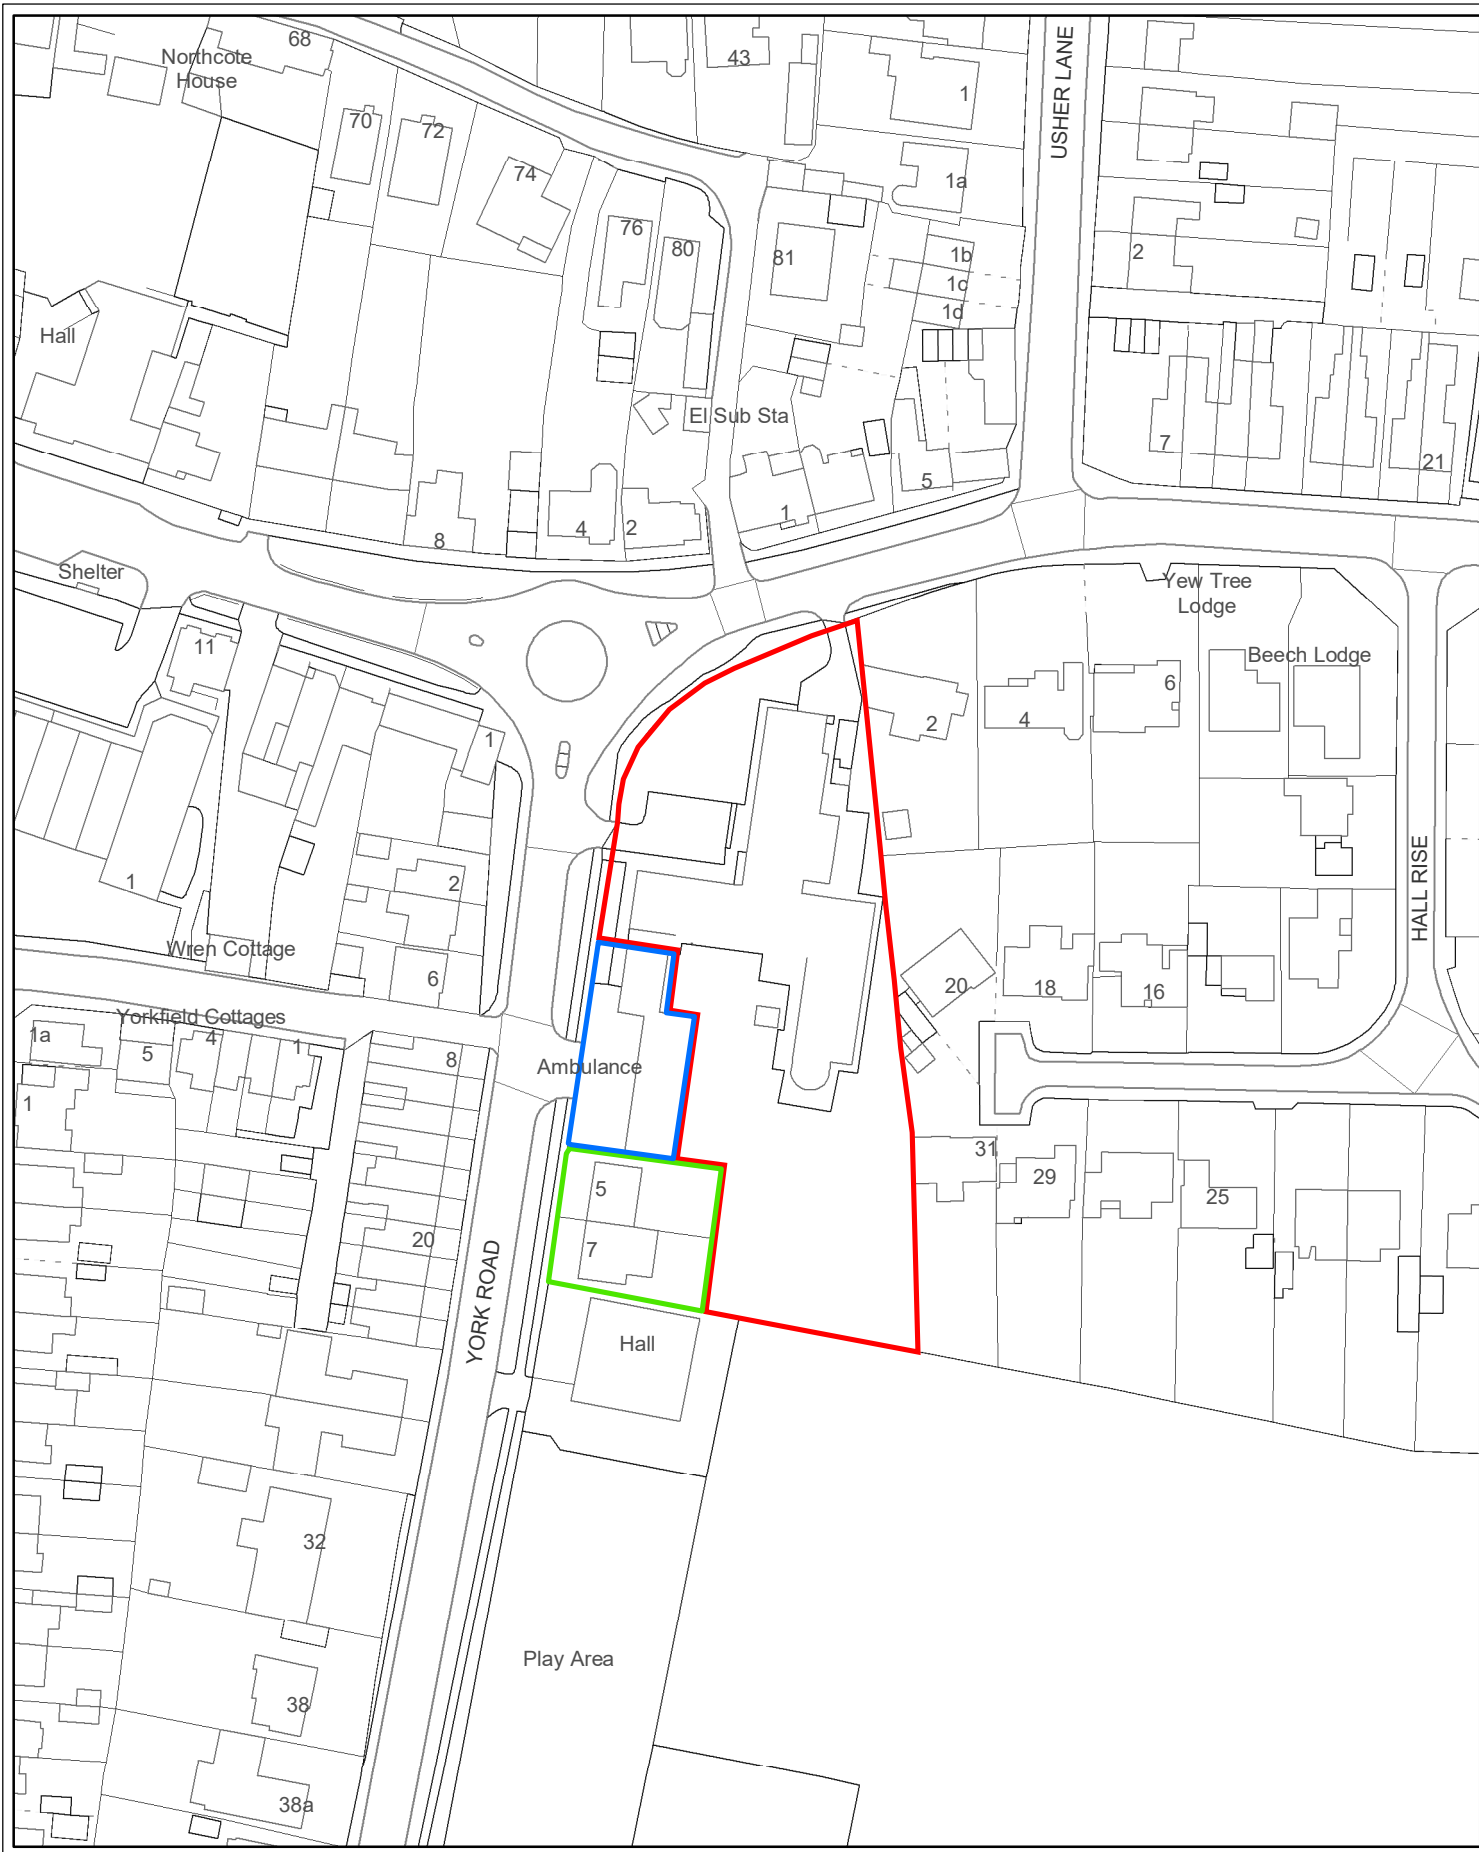 68
Northcote
House
43
1
USHER LANE
70
72
74
1a
76
80
81
1b
1c
1d
2
Hall
El Sub Sta
7
21
5
1
4
2
8
Shelter
Yew Tree
Lodge
11
Beech Lodge
6
2
4
1
1
2
HALL RISE
Wren Cottage
6
20
18
16
Yorkfield Cottages
1a
5
4
1
8
Ambulance
1
31
29
25
5
20
7
YORK ROAD
Hall
32
Play Area
38
38a